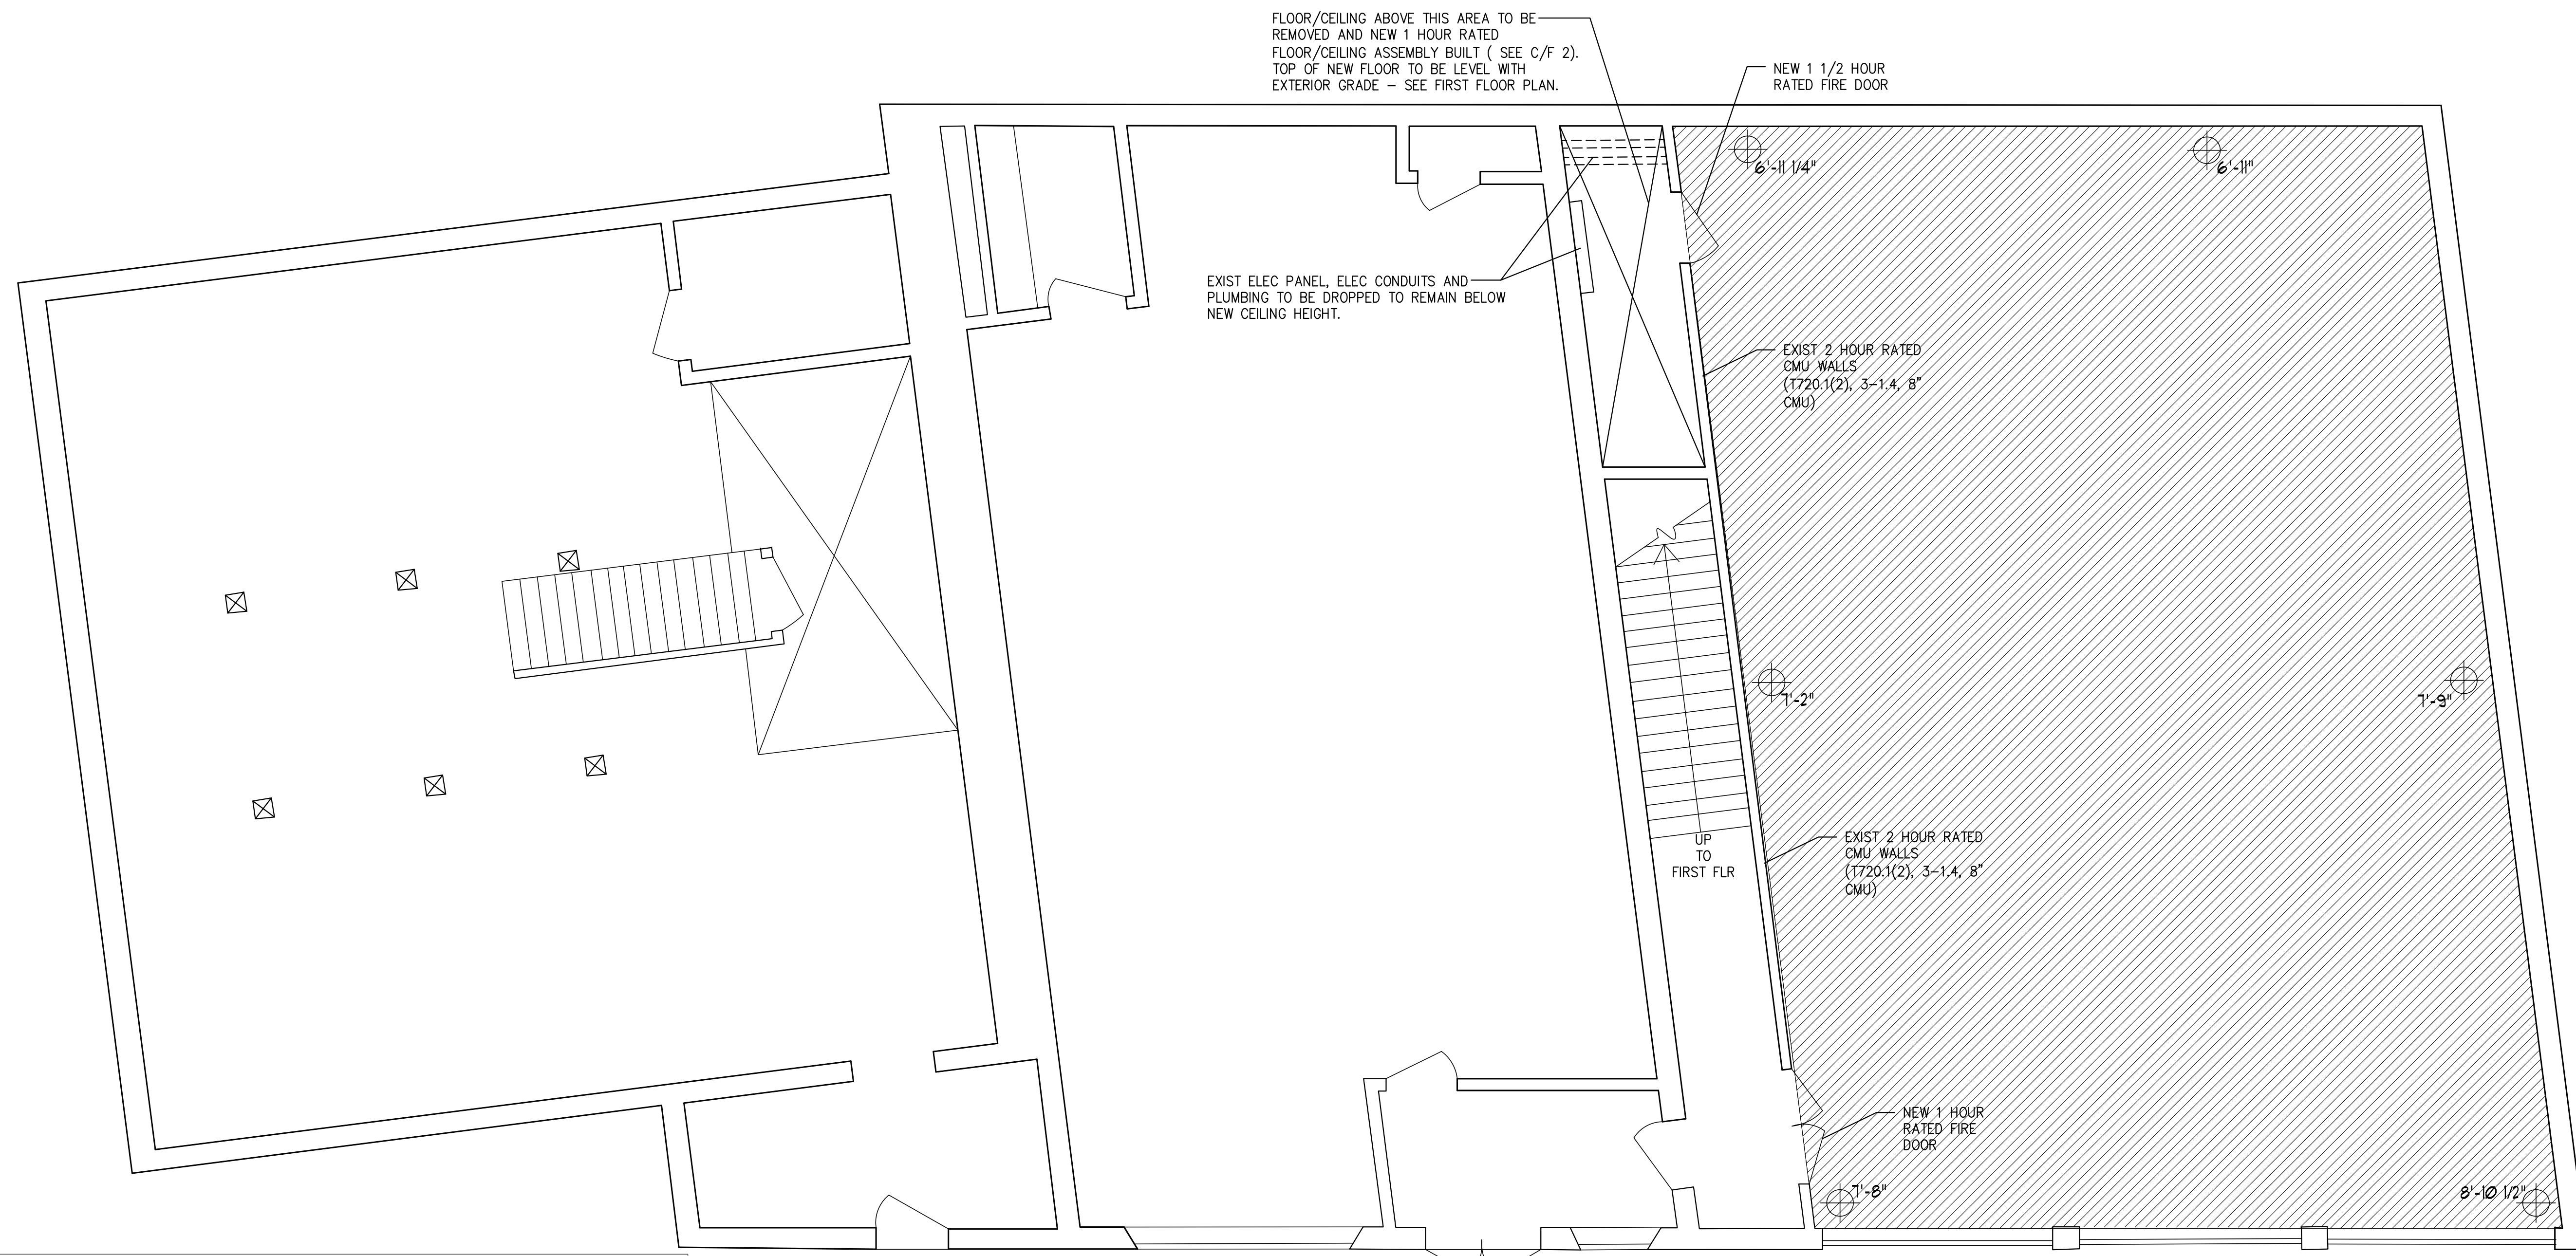 FLOOR/CEILING ABOVE THIS AREA TO BE
REMOVED AND NEW 1 HOUR RATED
FLOOR/CEILING ASSEMBLY BUILT ( SEE C/F 2).
TOP OF NEW FLOOR TO BE LEVEL WITH
EXTERIOR GRADE – SEE FIRST FLOOR PLAN.
NEW 1 1/2 HOUR
RATED FIRE DOOR
6'-11 1/4"
6'-11"
EXIST ELEC PANEL, ELEC CONDUITS AND
PLUMBING TO BE DROPPED TO REMAIN BELOW
NEW CEILING HEIGHT.
EXIST 2 HOUR RATED
CMU WALLS
(T720.1(2), 3–1.4, 8"
CMU)
7'-2"
7'-9"
EXIST 2 HOUR RATED
CMU WALLS
(T720.1(2), 3–1.4, 8"
CMU)
UP
TO
FIRST FLR
NEW 1 HOUR
RATED FIRE
DOOR
7'-8"
8'-10 1/2"